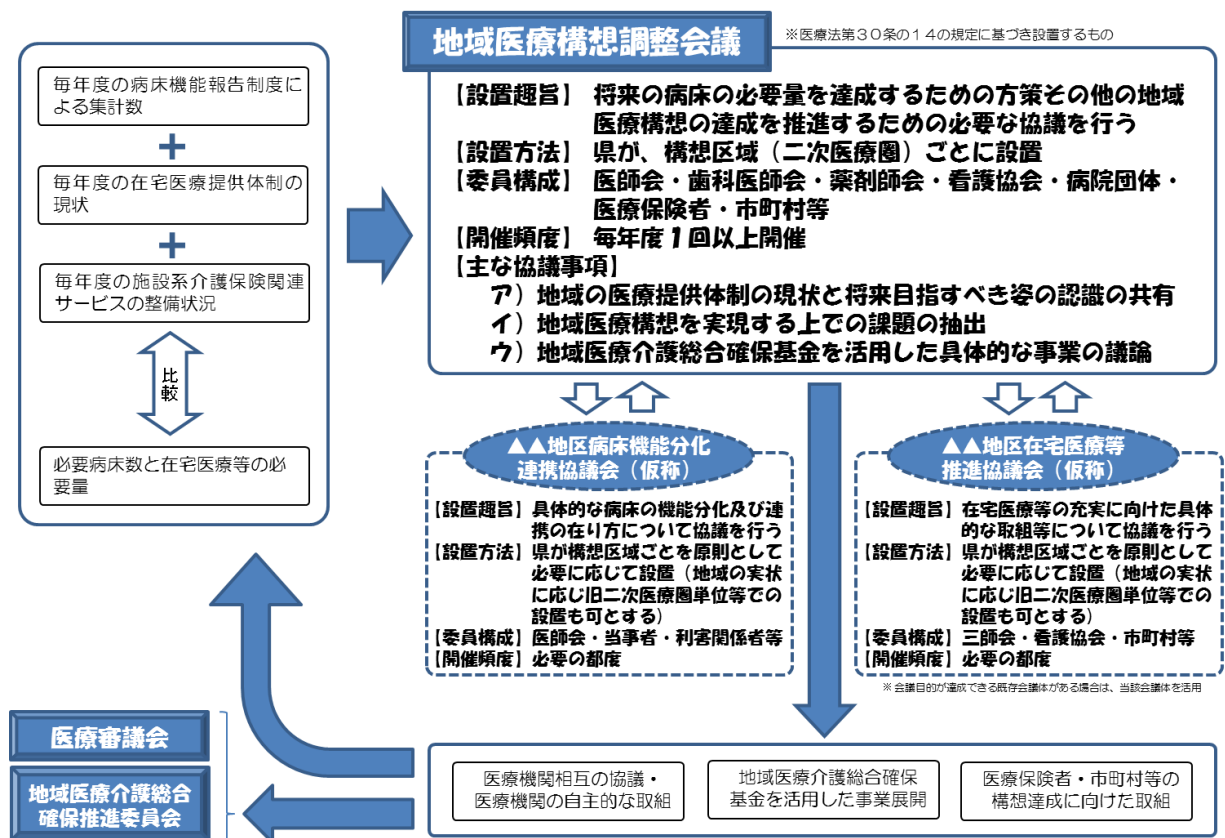 地域医療構想調整会議
※医療法第30条の14の規定に基づき設置するもの
【設置趣旨】 将来の病床の必要量を達成するための方策その他の地域
医療構想の達成を推進するための必要な協議を行う
【設置方法】 県が、構想区域（二次医療圏）ごとに設置
【委員構成】 医師会・歯科医師会・薬剤師会・看護協会・病院団体・
医療保険者・市町村等
【開催頻度】 毎年度1回以上開催
【主な協議事項】
ア）地域の医療提供体制の現状と将来目指すべき姿の認識の共有
イ）地域医療構想を実現する上での課題の抽出
ウ）地域医療介護総合確保基金を活用した具体的な事業の議論
毎年度の病床機能報告制度に
よる集計数
＋
毎年度の在宅医療提供体制の
現状
＋
毎年度の施設系介護保険関連
サービスの整備状況
比
較
必要病床数と在宅医療等の必
要量
▲▲地区病床機能分化
連携協議会（仮称）
【設置趣旨】具体的な病床の機能分化及び連
携の在り方について協議を行う
【設置方法】県が構想区域ごとを原則として
必要に応じて設置（地域の実状
に応じ旧二次医療圏単位等での
設置も可とする）
【委員構成】医師会・当事者・利害関係者等
【開催頻度】必要の都度
▲▲地区在宅医療等
推進協議会（仮称）
【設置趣旨】在宅医療等の充実に向けた具体
的な取組等について協議を行う
【設置方法】県が構想区域ごとを原則として
必要に応じて設置（地域の実状
に応じ旧二次医療圏単位等での
設置も可とする）
【委員構成】三師会・看護協会・市町村等
【開催頻度】必要の都度
※会議目的が達成できる既存会議体がある場合は、当該会議体を活用
医療審議会
地域医療介護総合
確保推進委員会
医療機関相互の協議・
医療機関の自主的な取組
地域医療介護総合確保
基金を活用した事業展開
医療保険者・市町村等の
構想達成に向けた取組